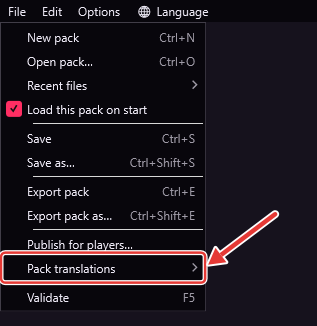 File Edit Options Language
New pack Ctrl+N
Open pack... Ctrl+O
Recent files
Load this pack on start
Save Ctrl+S
Save as... Ctrl+Shift+S
Export pack Ctrl+E
Export pack as... Ctrl+Shift+E
Publish for players...
Pack translations
Validate F5